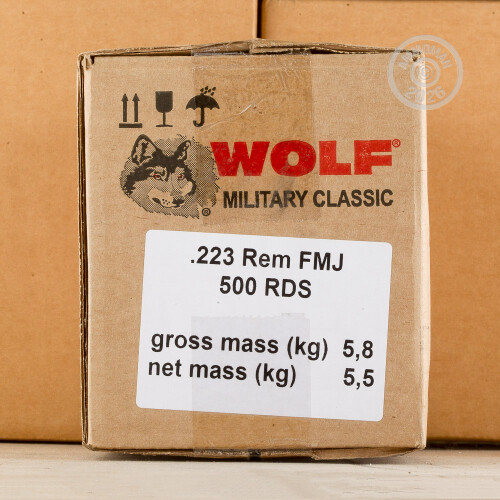 WOLF®
MILITARY CLASSIC
®
.223 Rem FMJ
500 RDS
gross mass (kg) 5,8
net mass (kg) 5,5